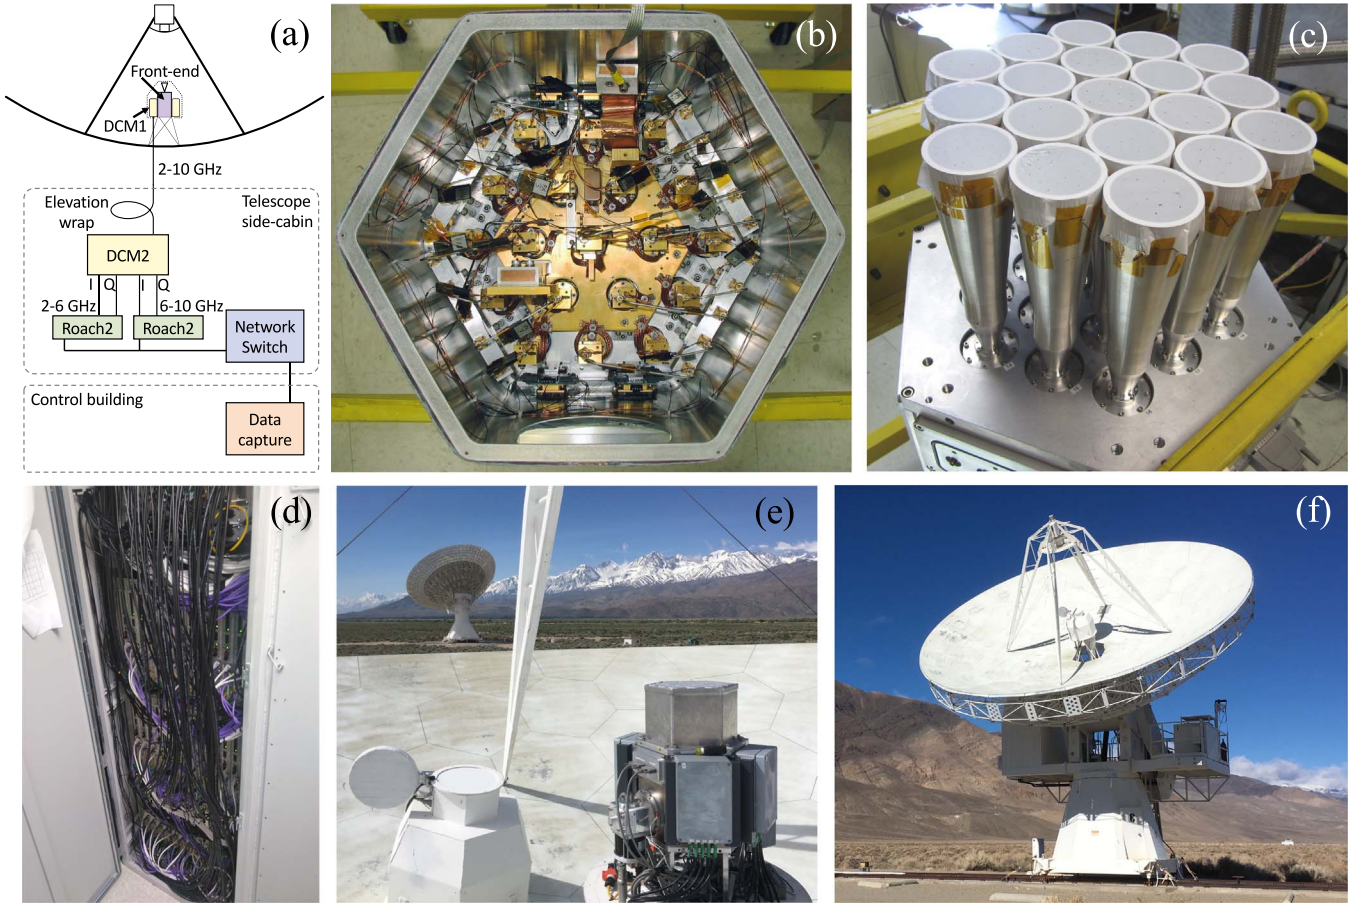 (a)
Front-end
DCM1
2-10 GHz
Elevation
wrap
Telescope
side-cabin
DCM2
I Q I Q
2-6 GHz 6-10 GHz
Roach2 Roach2
Network
Switch
Control building
Data
capture
(b)
(c)
(d)
(e)
(f)